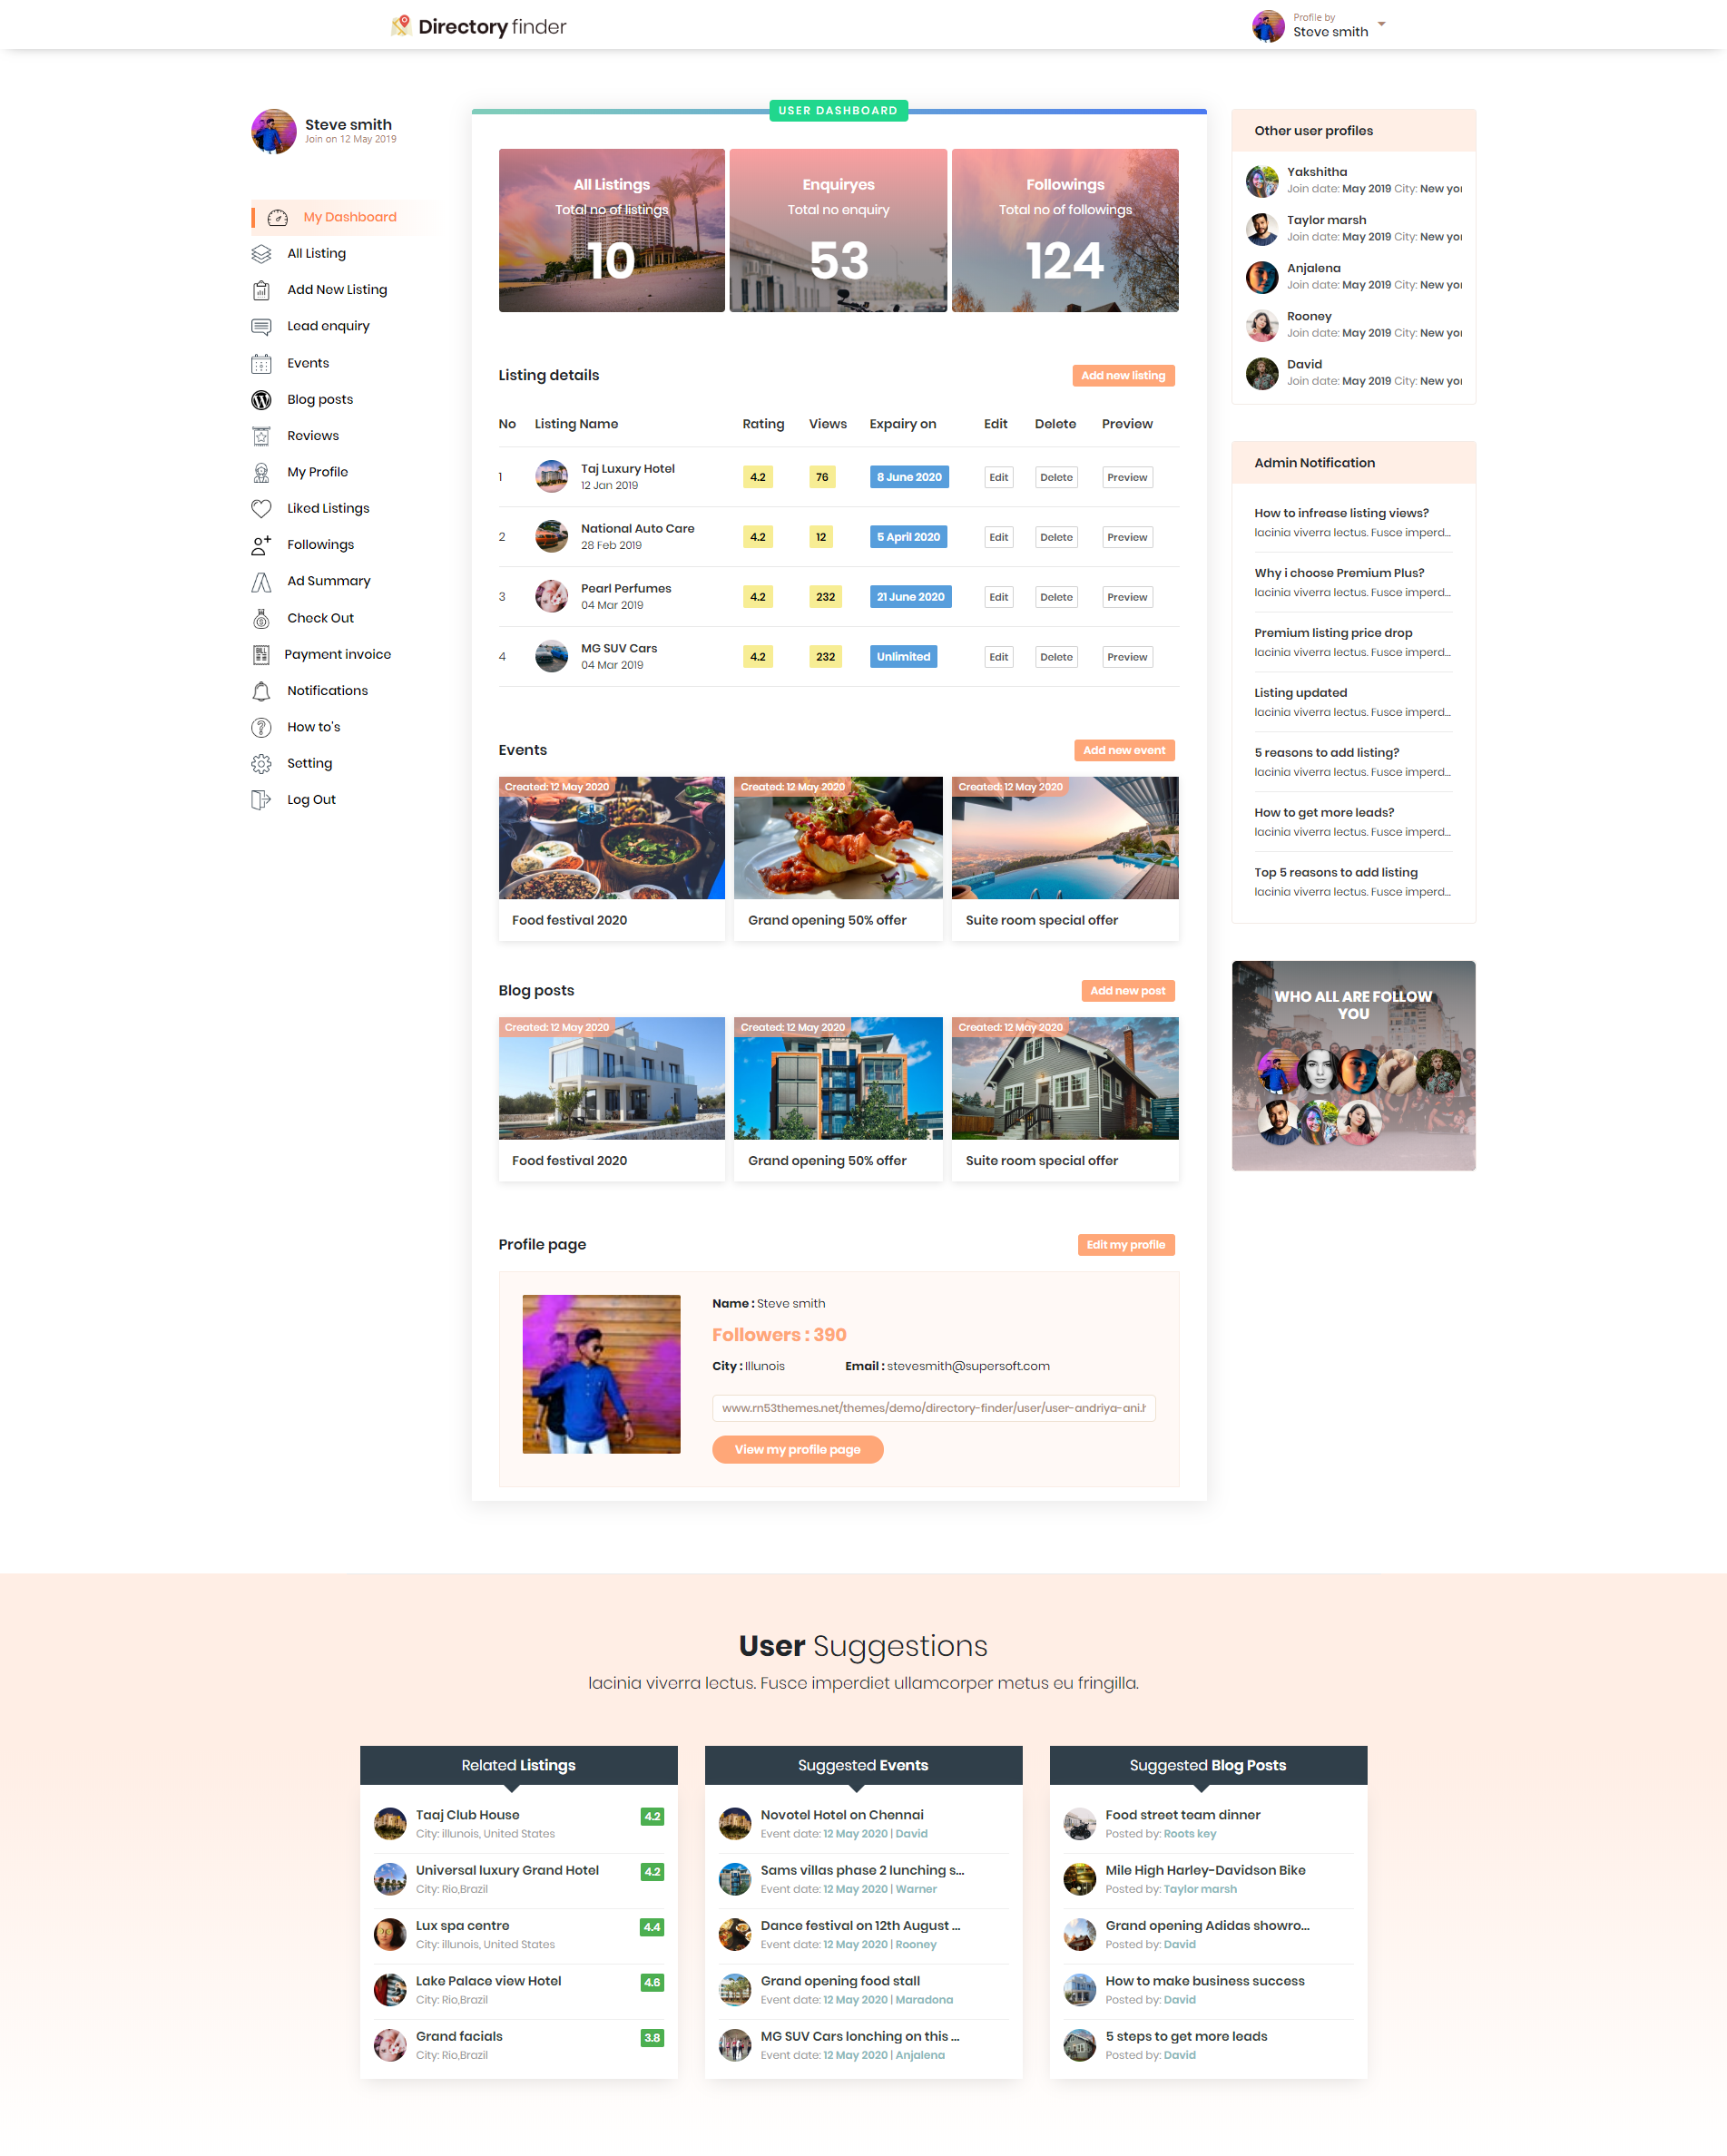 Directory finder
Profile by
Steve smith
Steve smith
Join on 12 May 2019
My Dashboard
All Listing
Add New Listing
Lead enquiry
Events
Blog posts
Reviews
My Profile
Liked Listings
Followings
Ad Summary
Check Out
Payment invoice
Notifications
How to's
Setting
Log Out
USER DASHBOARD
All Listings
Total no of listings
10
Enquiryes
Total no enquiry
53
Followings
Total no of followings
124
Listing details
Add new listing
No Listing Name Rating Views Expairy on Edit Delete Preview
1 Taj Luxury Hotel 4.2 76 8 June 2020 Edit Delete Preview
12 Jan 2019
2 National Auto Care 4.2 12 5 April 2020 Edit Delete Preview
28 Feb 2019
3 Pearl Perfumes 4.2 232 21 June 2020 Edit Delete Preview
04 Mar 2019
4 MG SUV Cars 4.2 232 Unlimited Edit Delete Preview
04 Mar 2019
Events
Add new event
Created: 12 May 2020
Food festival 2020
Created: 12 May 2020
Grand opening 50% offer
Created: 12 May 2020
Suite room special offer
Blog posts
Add new post
Created: 12 May 2020
Food festival 2020
Created: 12 May 2020
Grand opening 50% offer
Created: 12 May 2020
Suite room special offer
Profile page
Edit my profile
Name : Steve smith
Followers : 390
City : Illunois Email : stevesmith@supersoft.com
www.rn53themes.net/themes/demo/directory-finder/user/user-andriya-ani.
View my profile page
Other user profiles
Yakshitha
Join date: May 2019 City: New yor
Taylor marsh
Join date: May 2019 City: New yor
Anjalena
Join date: May 2019 City: New yor
Rooney
Join date: May 2019 City: New yor
David
Join date: May 2019 City: New yor
Admin Notification
How to infrease listing views?
lacinia viverra lectus. Fusce imperd...
Why i choose Premium Plus?
lacinia viverra lectus. Fusce imperd...
Premium listing price drop
lacinia viverra lectus. Fusce imperd...
Listing updated
lacinia viverra lectus. Fusce imperd...
5 reasons to add listing?
lacinia viverra lectus. Fusce imperd...
How to get more leads?
lacinia viverra lectus. Fusce imperd...
Top 5 reasons to add listing
lacinia viverra lectus. Fusce imperd...
WHO ALL ARE FOLLOW
YOU
User Suggestions
lacinia viverra lectus. Fusce imperdiet ullamcorper metus eu fringilla.
Related Listings
Taaj Club House 4.2
City: illunois, United States
Universal luxury Grand Hotel 4.2
City: Rio,Brazil
Lux spa centre 4.4
City: illunois, United States
Lake Palace view Hotel 4.6
City: Rio,Brazil
Grand facials 3.8
City: Rio,Brazil
Suggested Events
Novotel Hotel on Chennai
Event date: 12 May 2020 | David
Sams villas phase 2 lunching s...
Event date: 12 May 2020 | Warner
Dance festival on 12th August ...
Event date: 12 May 2020 | Rooney
Grand opening food stall
Event date: 12 May 2020 | Maradona
MG SUV Cars lonching on this ...
Event date: 12 May 2020 | Anjalena
Suggested Blog Posts
Food street team dinner
Posted by: Roots key
Mile High Harley-Davidson Bike
Posted by: Taylor marsh
Grand opening Adidas showro...
Posted by: David
How to make business success
Posted by: David
5 steps to get more leads
Posted by: David